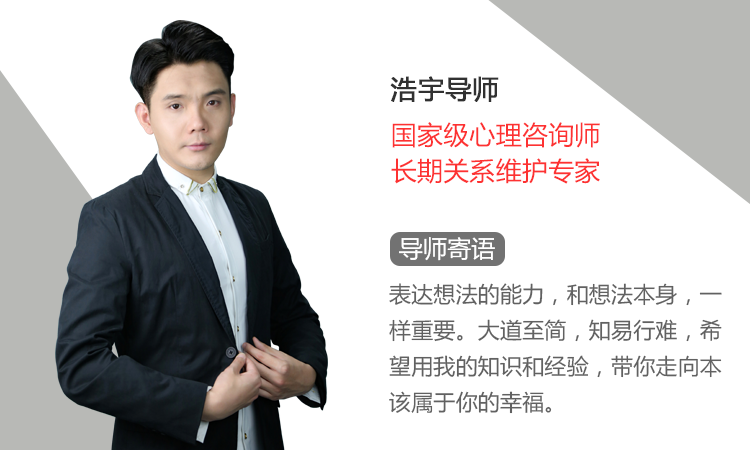 浩宇导师
国家级心理咨询师
长期关系维护专家
导师寄语
表达想法的能力，和想法本身，一
样重要。大道至简，知易行难，希
望用我的知识和经验，带你走向本
该属于你的幸福。